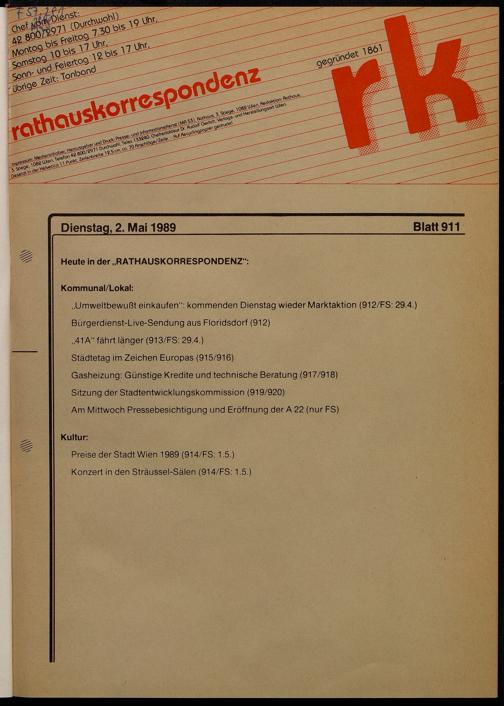 Chef vom Dienst:
42 800/2971 (Durchwahl)
Montag bis Freitag 7.30 bis 19 Uhr,
Samstag 10 bis 17 Uhr,
Sonn- und Feiertag 12 bis 17 Uhr,
übrige Zeit: Tonband
gegründet 1861
rk
rathauskorrespondenz
Dienstag, 2. Mai 1989 Blatt 911
Heute in der „RATHAUSKORRESPONDENZ":
Kommunal/Lokal:
„Umweltbewußt einkaufen": kommenden Dienstag wieder Marktaktion (912/FS: 29.4.)
Bürgerdienst-Live-Sendung aus Floridsdorf (912)
„41A" fährt länger (913/FS: 29.4.)
Städtetag im Zeichen Europas (915/916)
Gasheizung: Günstige Kredite und technische Beratung (917/918)
Sitzung der Stadtentwicklungskommission (919/920)
Am Mittwoch Pressebesichtigung und Eröffnung der A 22 (nur FS)
Kultur:
Preise der Stadt Wien 1989 (914/FS: 1.5.)
Konzert in den Sträussel-Sälen (914/FS: 1.5.)